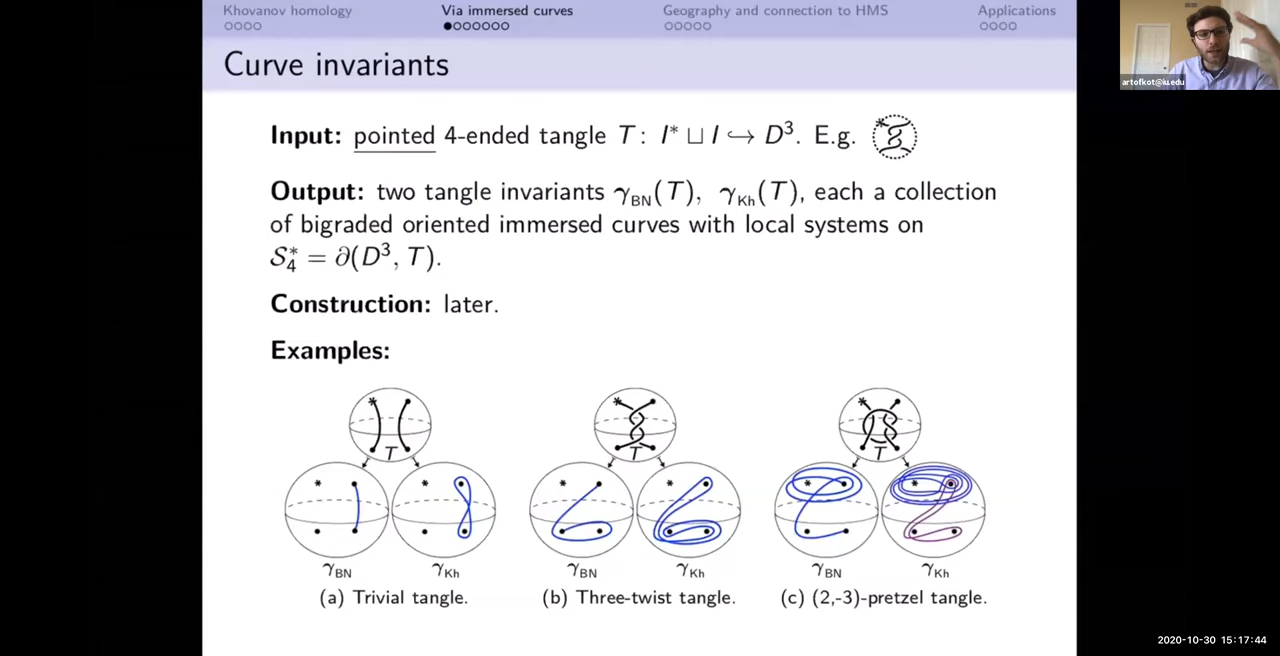 Khovanov homology Via immersed curves Geography and connection to HMS Applications
Curve invariants
artofkot@iu.edu
Input: pointed 4-ended tangle T: I* ⊔ I ↪ D³. E.g.
*
Output: two tangle invariants γ_BN(T), γ_Kh(T), each a collection
of bigraded oriented immersed curves with local systems on
S*₄ = ∂(D³, T).
Construction: later.
Examples:
* * *
T T T
* * * * * *
γ_BN γ_Kh γ_BN γ_Kh γ_BN γ_Kh
(a) Trivial tangle. (b) Three-twist tangle. (c) (2,-3)-pretzel tangle.
2020-10-30 15:17:44